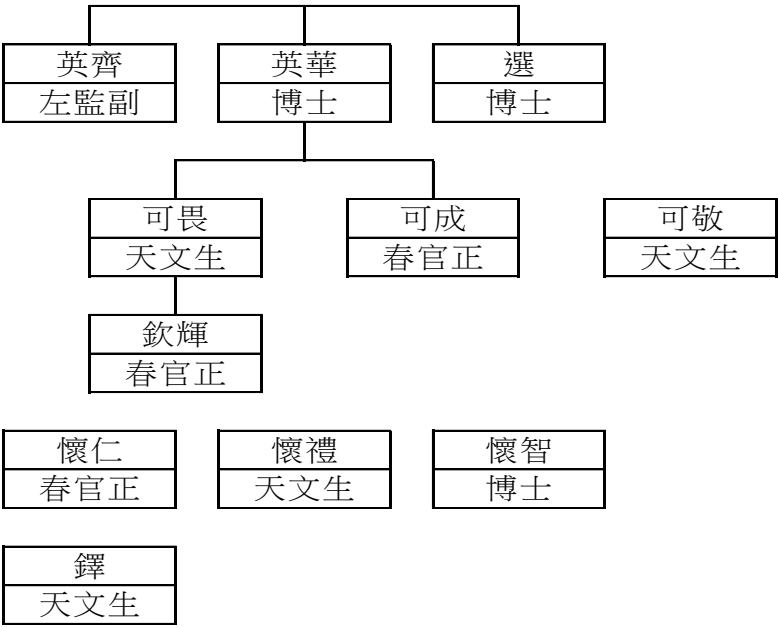 英齊
左監副
英華
博士
選
博士
可畏
天文生
可成
春官正
可敬
天文生
欽輝
春官正
懷仁
春官正
懷禮
天文生
懷智
博士
鐸
天文生